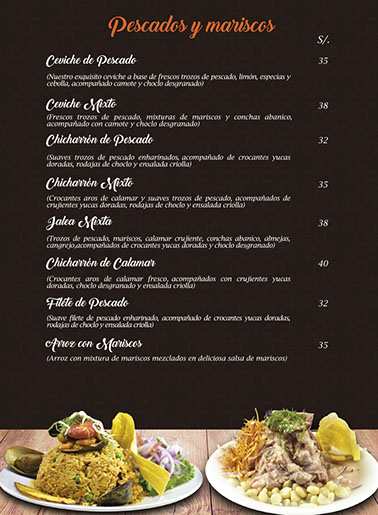 Pescados y mariscos
S/.
Ceviche de Pescado 35
(Nuestro exquisito ceviche a base de frescos trozos de pescado, limón, especias y
cebolla, acompañado camote y choclo desgranado)
Ceviche Mixto 38
(Frescos trozos de pescado, mixturas de mariscos y conchas abanico,
acompañado con camote y choclo desgranado)
Chicharrón de Pescado 32
(Suaves trozos de pescado enharinados, acompañado de crocantes yucas
doradas, rodajas de choclo y ensalada criolla)
Chicharrón Mixto 35
(Crocantes aros de calamar y suaves trozos de pescado, acompañados de
crujientes yucas doradas, rodajas de choclo y ensalada criolla)
Jalea Mixta 38
(Trozos de pescado, mariscos, calamar crujiente, conchas abanico, almejas,
cangrejo,acompañados de crocantes yucas doradas y choclo desgranado)
Chicharrón de Calamar 40
(Crocantes aros de calamar fresco, acompañados con crujientes yucas
doradas, choclo desgranado y ensalada criolla)
Filete de Pescado 32
(Suave filete de pescado enharinado, acompañado de crocantes yucas doradas,
rodajas de choclo y ensalada criolla)
Arroz con Mariscos 35
(Arroz con mixtura de mariscos mezclados en deliciosa salsa de mariscos)